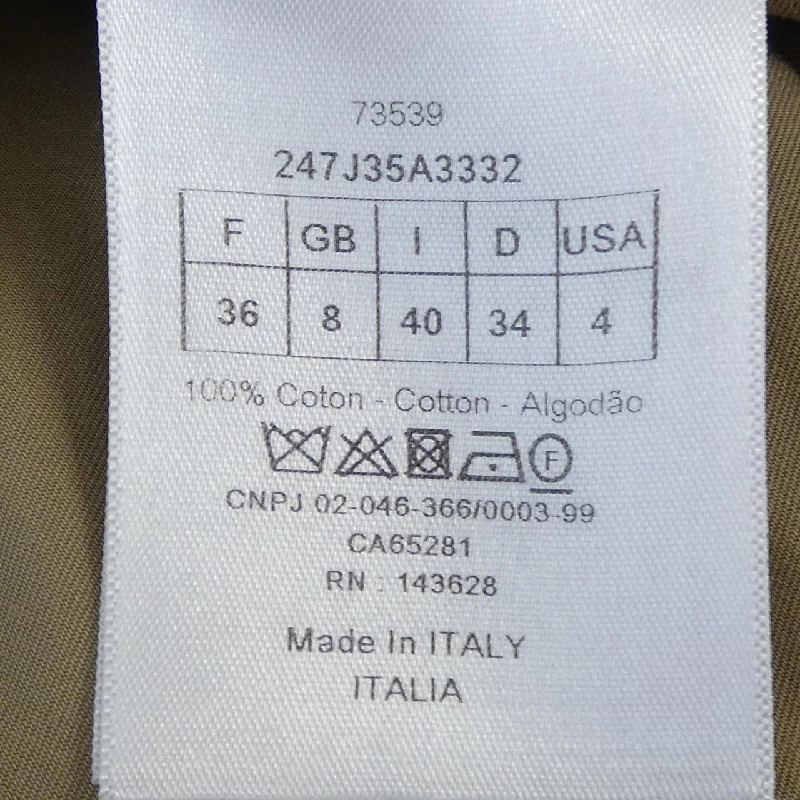 73539
247J35A3332
F GB I D USA
36 8 40 34 4
100% Coton - Cotton - Algodão
F
CNPJ 02-046-366/0003-99
CA65281
RN : 143628
Made In ITALY
ITALIA